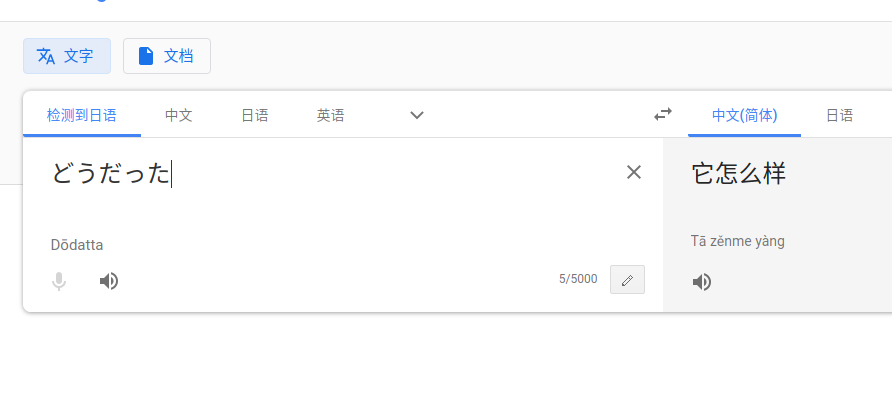 文字 文档
检测到日语 中文 日语 英语 中文(简体) 日语
どうだった 它怎么样
Dōdatta Tā zěnme yàng
5/5000